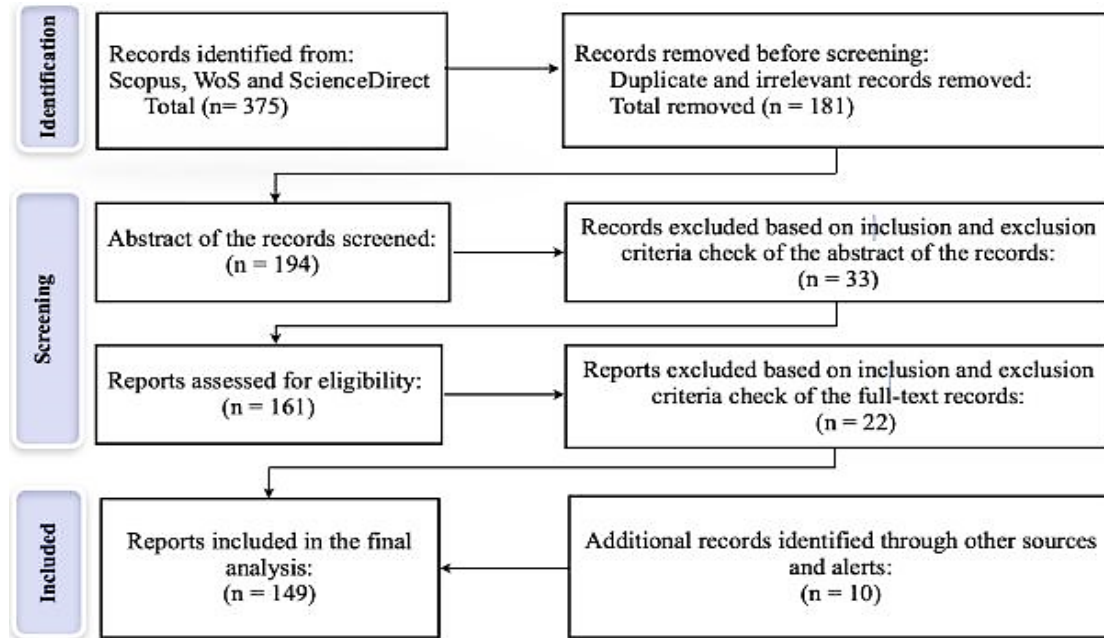 Identification
Records identified from:
Scopus, WoS and ScienceDirect
Total (n= 375)
Records removed before screening:
Duplicate and irrelevant records removed:
Total removed (n = 181)
Screening
Abstract of the records screened:
(n = 194)
Records excluded based on inclusion and exclusion
criteria check of the abstract of the records:
(n = 33)
Reports assessed for eligibility:
(n = 161)
Reports excluded based on inclusion and exclusion
criteria check of the full-text records:
(n = 22)
Included
Reports included in the final
analysis:
(n = 149)
Additional records identified through other sources
and alerts:
(n = 10)